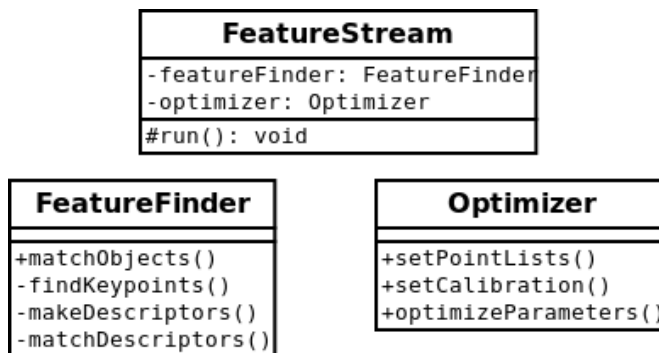 FeatureStream
-featureFinder: FeatureFinder
-optimizer: Optimizer
#run(): void
FeatureFinder
+matchObjects()
-findKeypoints()
-makeDescriptors()
-matchDescriptors()
Optimizer
+setPointLists()
+setCalibration()
+optimizeParameters()